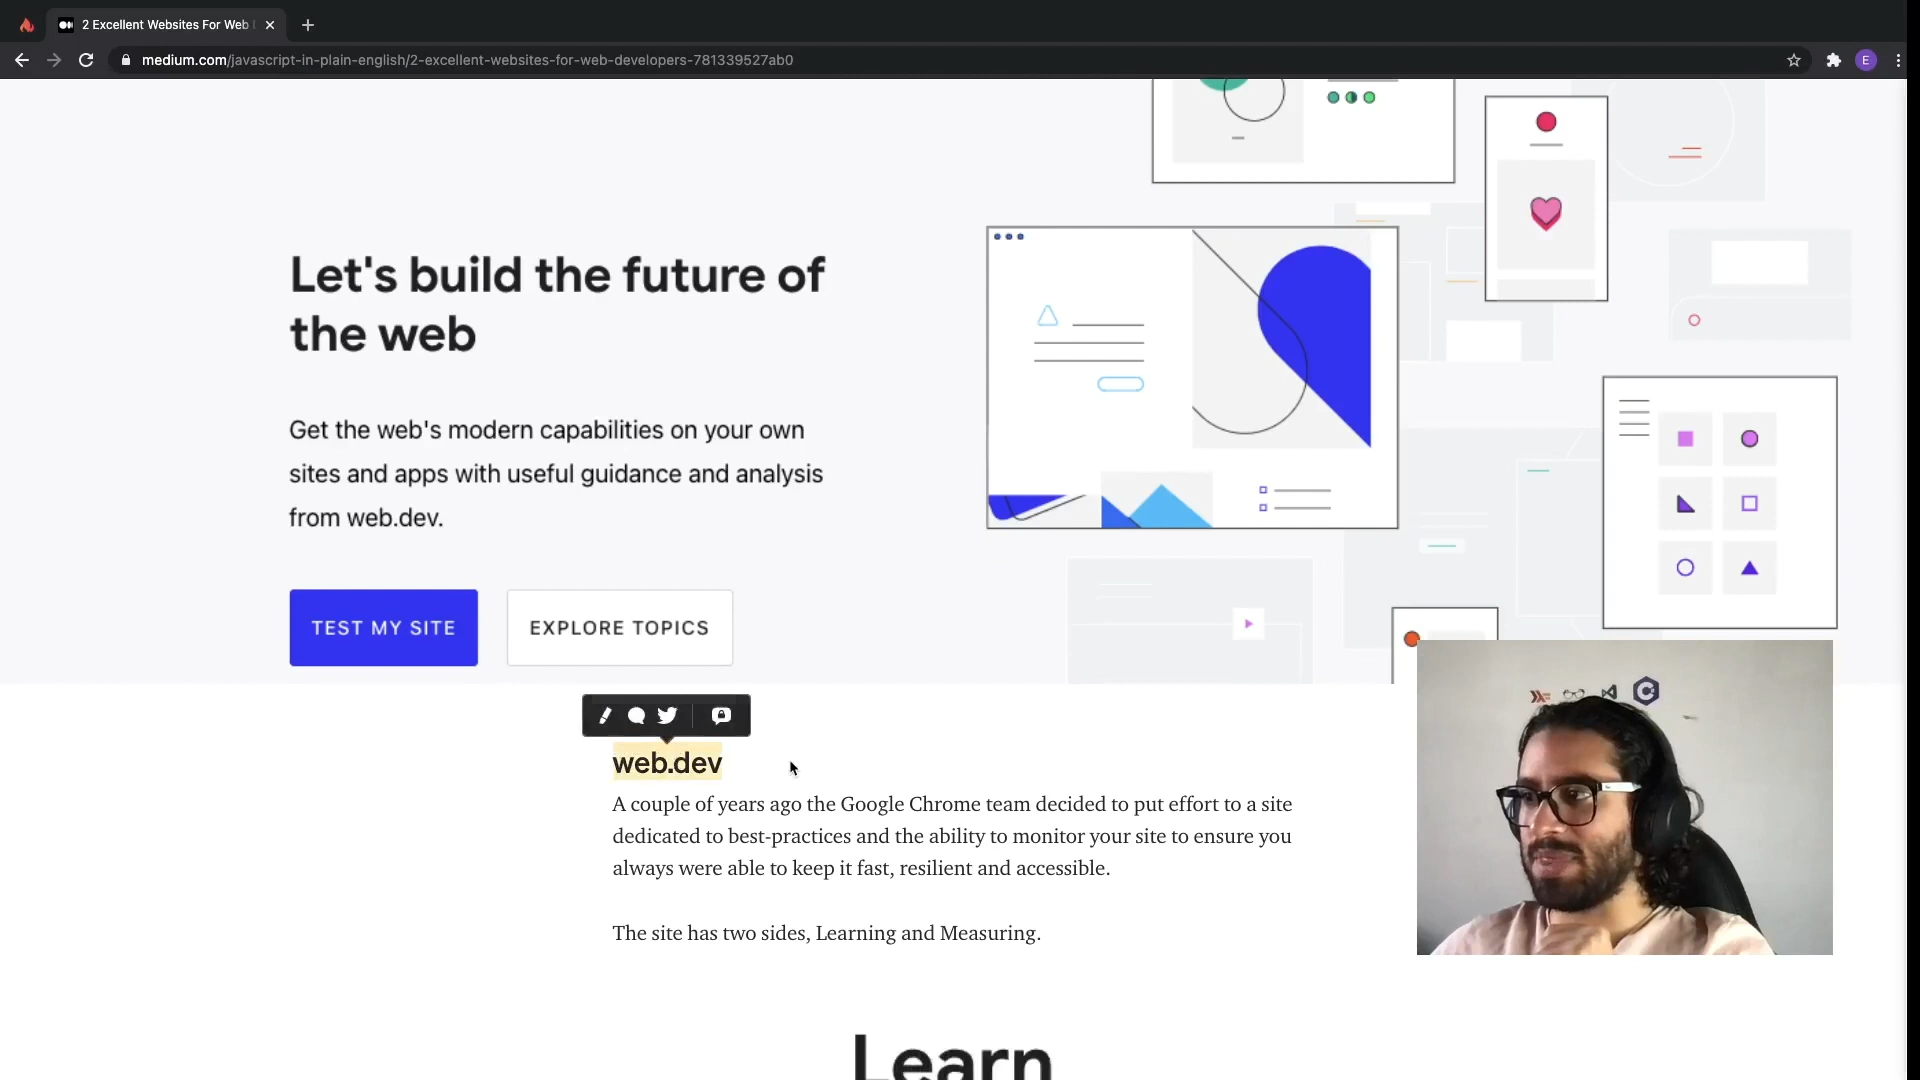 2 Excellent Websites For Web
medium.com/javascript-in-plain-english/2-excellent-websites-for-web-developers-781339527ab0
E
Let's build the future of
the web
Get the web's modern capabilities on your own
sites and apps with useful guidance and analysis
from web.dev.
TEST MY SITE
EXPLORE TOPICS
web.dev
A couple of years ago the Google Chrome team decided to put effort to a site
dedicated to best-practices and the ability to monitor your site to ensure you
always were able to keep it fast, resilient and accessible.
The site has two sides, Learning and Measuring.
Learn